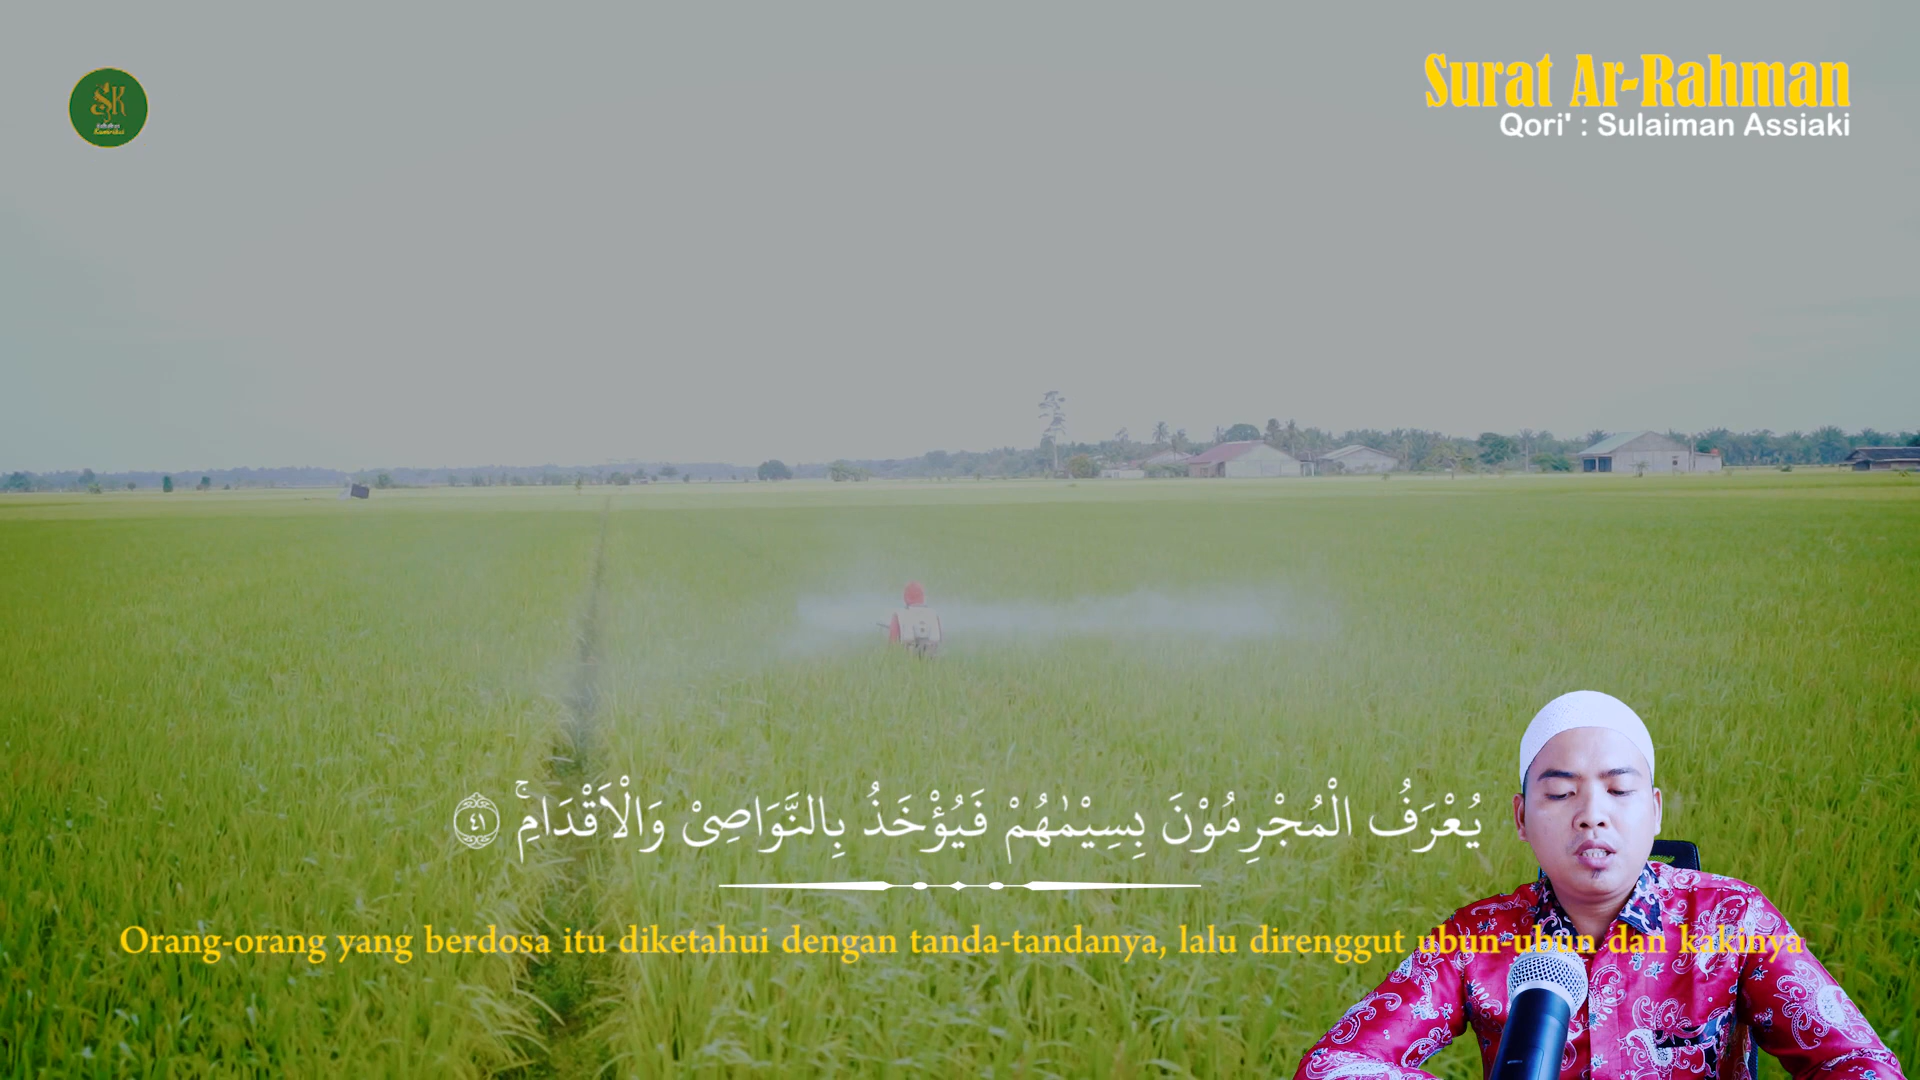 SK
Surat Ar-Rahman
Qori' : Sulaiman Assiaki
يُعْرَفُ الْمُجْرِمُوْنَ بِسِيْمٰهُمْ فَيُؤْخَذُ بِالنَّوَاصِيْ وَالْاَقْدَامِۚ ۝٤١
Orang-orang yang berdosa itu diketahui dengan tanda-tandanya, lalu direnggut ubun-ubun dan kakinya